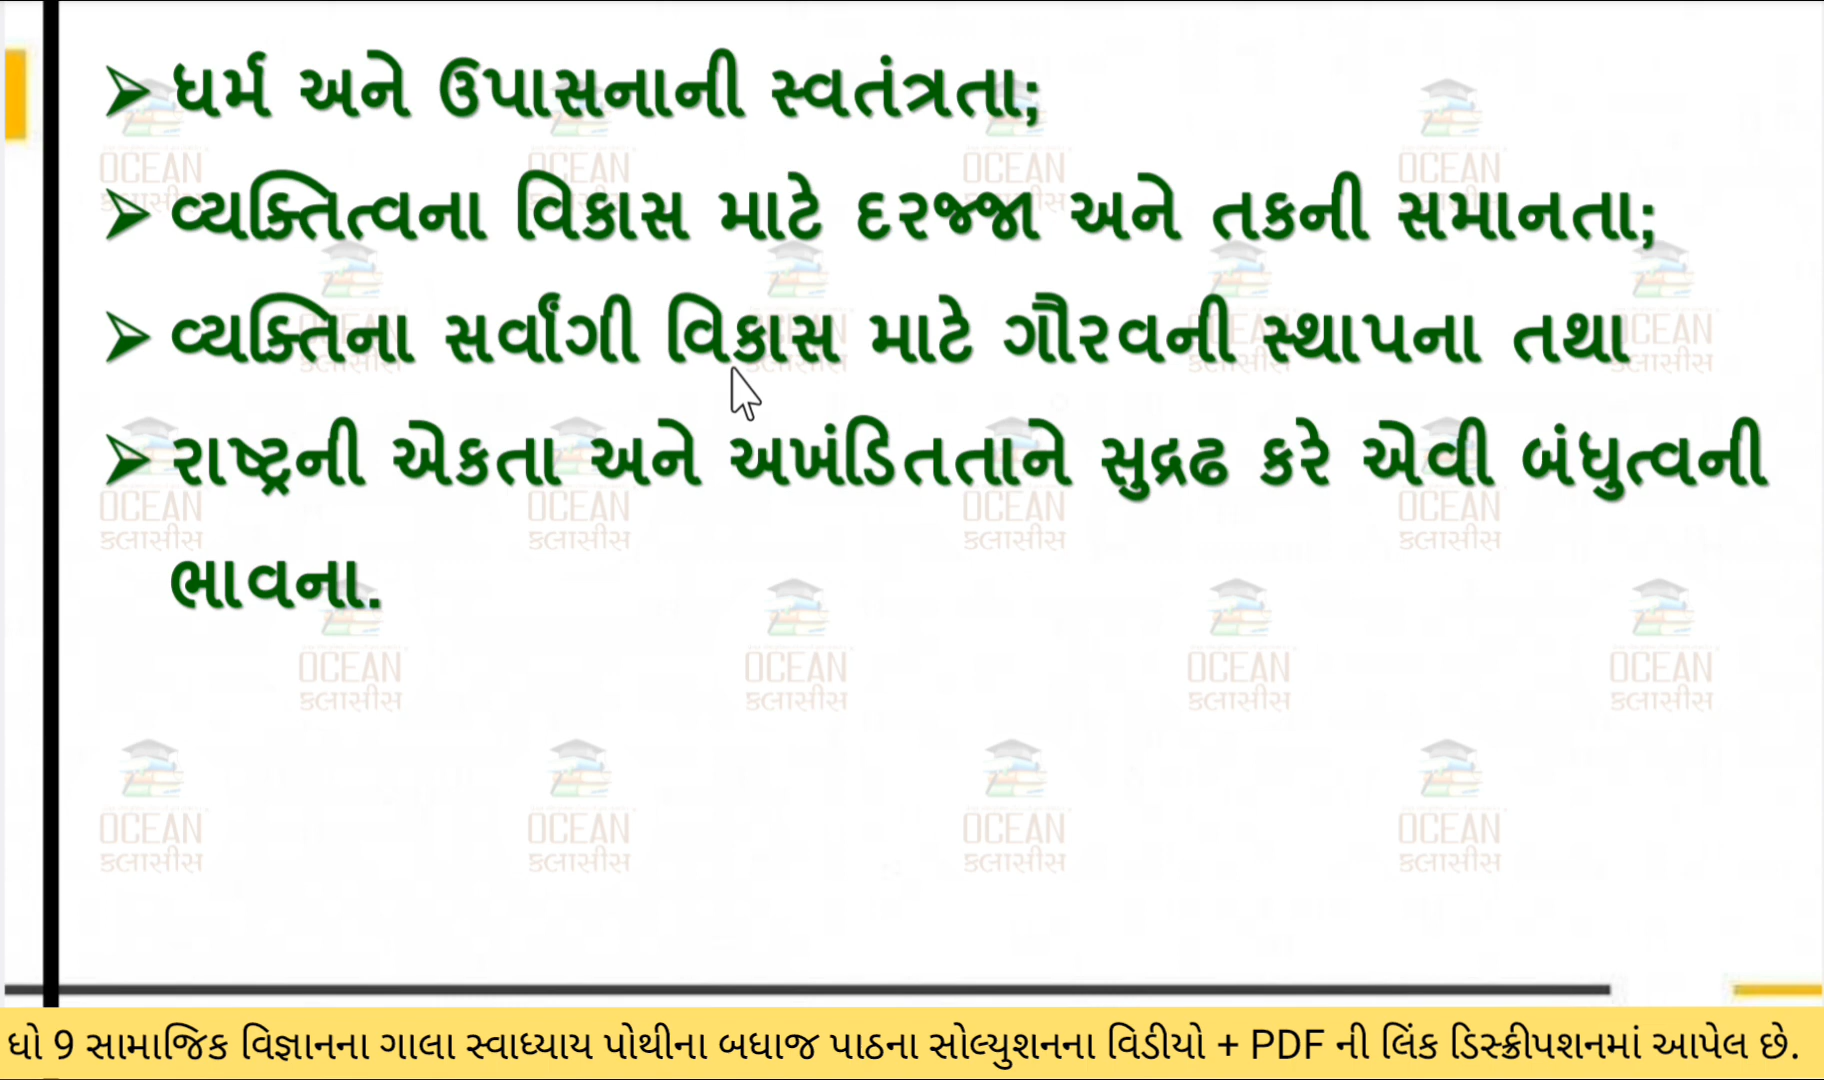 ➢ ધર્મ અને ઉપાસનાની સ્વતંત્રતા;
➢ વ્યક્તિત્વના વિકાસ માટે દરજ્જા અને તકની સમાનતા;
➢ વ્યક્તિના સર્વાંગી વિકાસ માટે ગૌરવની સ્થાપના તથા
➢ રાષ્ટ્રની એકતા અને અખંડિતતાને સુદ્રઢ કરે એવી બંધુત્વની
ભાવના.
OCEAN
ક્લાસીસ
ધો 9 સામાજિક વિજ્ઞાનના ગાલા સ્વાધ્યાય પોથીના બધાજ પાઠના સોલ્યુશનના વિડીયો + PDF ની લિંક ડિસ્ક્રીપશનમાં આપેલ છે.